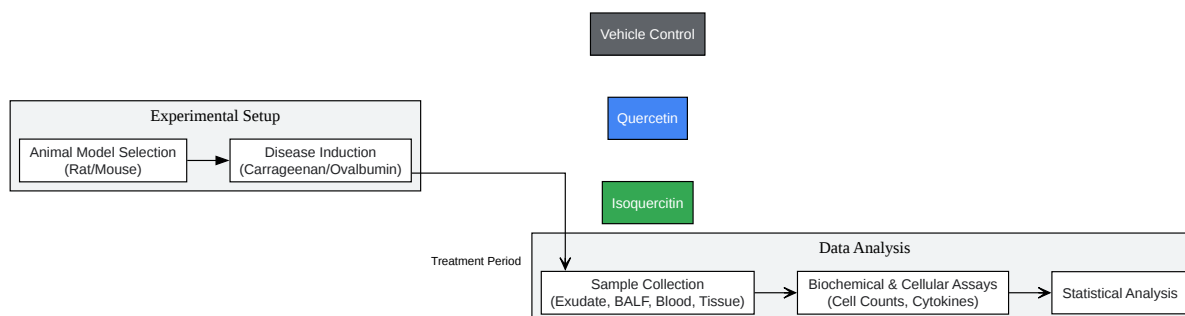 Vehicle Control
Quercetin
Isoquercitin
Experimental Setup
Animal Model Selection
(Rat/Mouse)
Disease Induction
(Carrageenan/Ovalbumin)
Treatment Period
Data Analysis
Sample Collection
(Exudate, BALF, Blood, Tissue)
Biochemical & Cellular Assays
(Cell Counts, Cytokines)
Statistical Analysis